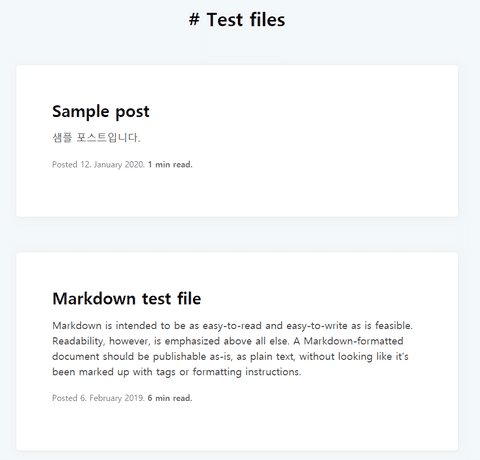 # Test files
Sample post
샘플 포스트입니다.
Posted 12. January 2020. 1 min read.
Markdown test file
Markdown is intended to be as easy-to-read and easy-to-write as is feasible.
Readability, however, is emphasized above all else. A Markdown-formatted
document should be publishable as-is, as plain text, without looking like it's
been marked up with tags or formatting instructions.
Posted 6. February 2019. 6 min read.